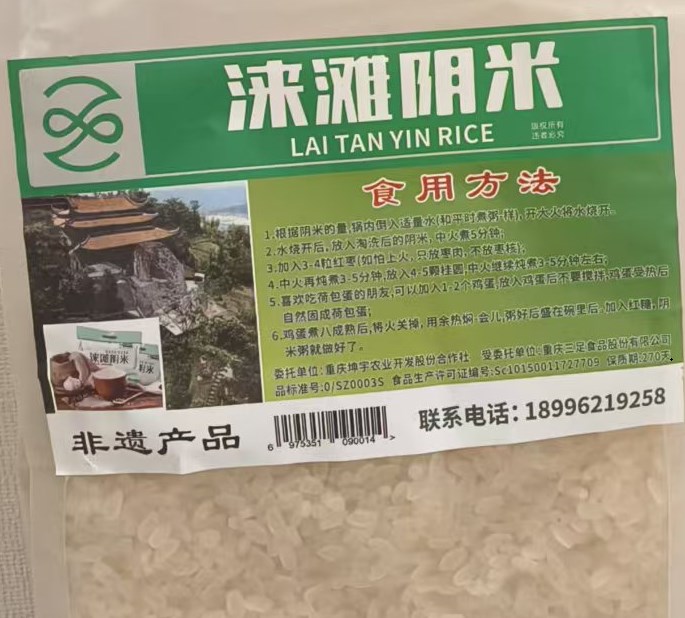 涞滩阴米
LAI TAN YIN RICE
版权所有
违者必究
食用方法
1.根据阴米旳量,锅内倒入适量水(和平时煮粥一样),开大火将水烧开.
2.水烧开后,放入淘洗后的阴米,中火煮5分钟;
3.加入3-4粒红枣(如怕上火,只放枣肉,不放枣核);
4.中火再炖煮3-5分钟,放入4-5颗桂圆,中火继续炖煮3-5分钟左右;
5.喜欢吃荷包蛋的朋友;可以加入1-2个鸡蛋,放入鸡蛋后不要搅拌,鸡蛋受热后
自然固成荷包蛋;
6.鸡蛋煮八成熟后,将火关掉,用余热焖一会儿;粥好后盛在碗里后,加入红糖,阴
米粥就做好了。
委托单位:重庆坤宇农业开发股份合作社 受委托单位:重庆三足食品股份有限公司
品标准号:0/SZ0003S 食品生产许可证编号:Sc10150011727709 保质期:270天
涞滩阴米
非遗产品
6 975351 090014 >
联系电话:18996219258